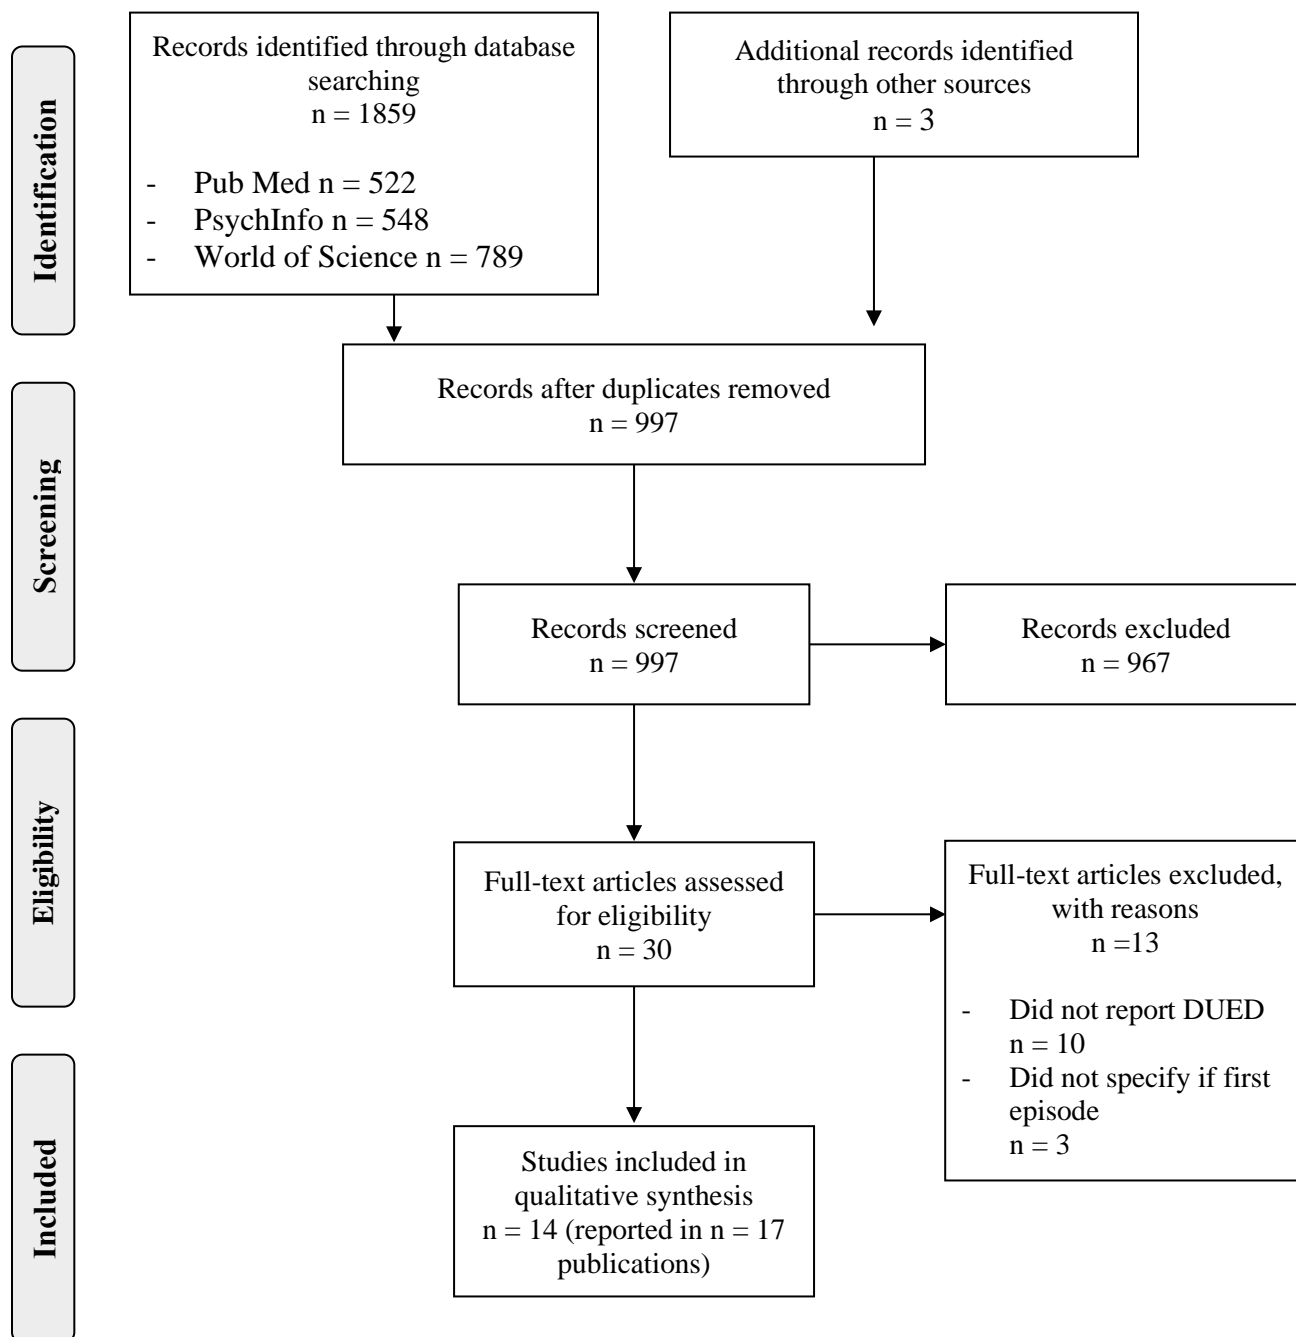 Identification
Records identified through database
searching
n = 1859
- Pub Med n = 522
- PsychInfo n = 548
- World of Science n = 789
Additional records identified
through other sources
n = 3
Records after duplicates removed
n = 997
Screening
Records screened
n = 997
Records excluded
n = 967
Eligibility
Full-text articles assessed
for eligibility
n = 30
Full-text articles excluded,
with reasons
n =13
- Did not report DUED
n = 10
- Did not specify if first
episode
n = 3
Included
Studies included in
qualitative synthesis
n = 14 (reported in n = 17
publications)